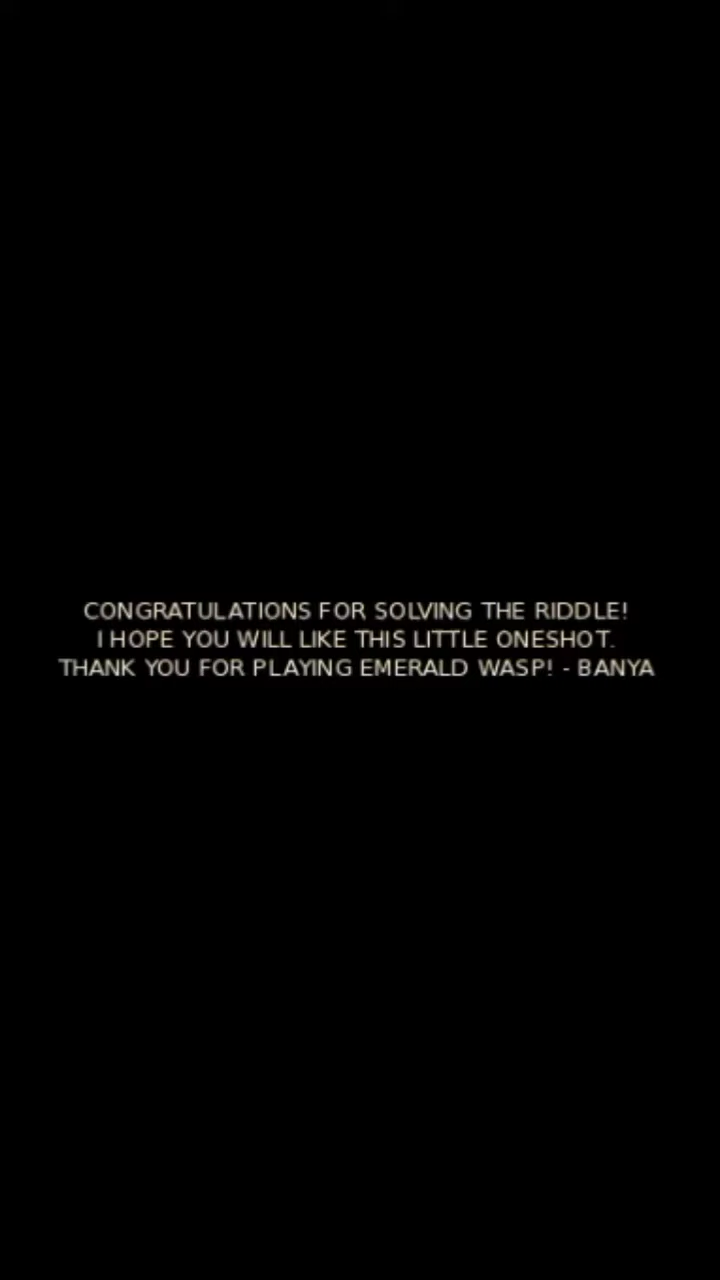 CONGRATULATIONS FOR SOLVING THE RIDDLE!
I HOPE YOU WILL LIKE THIS LITTLE ONESHOT.
THANK YOU FOR PLAYING EMERALD WASP! - BANYA